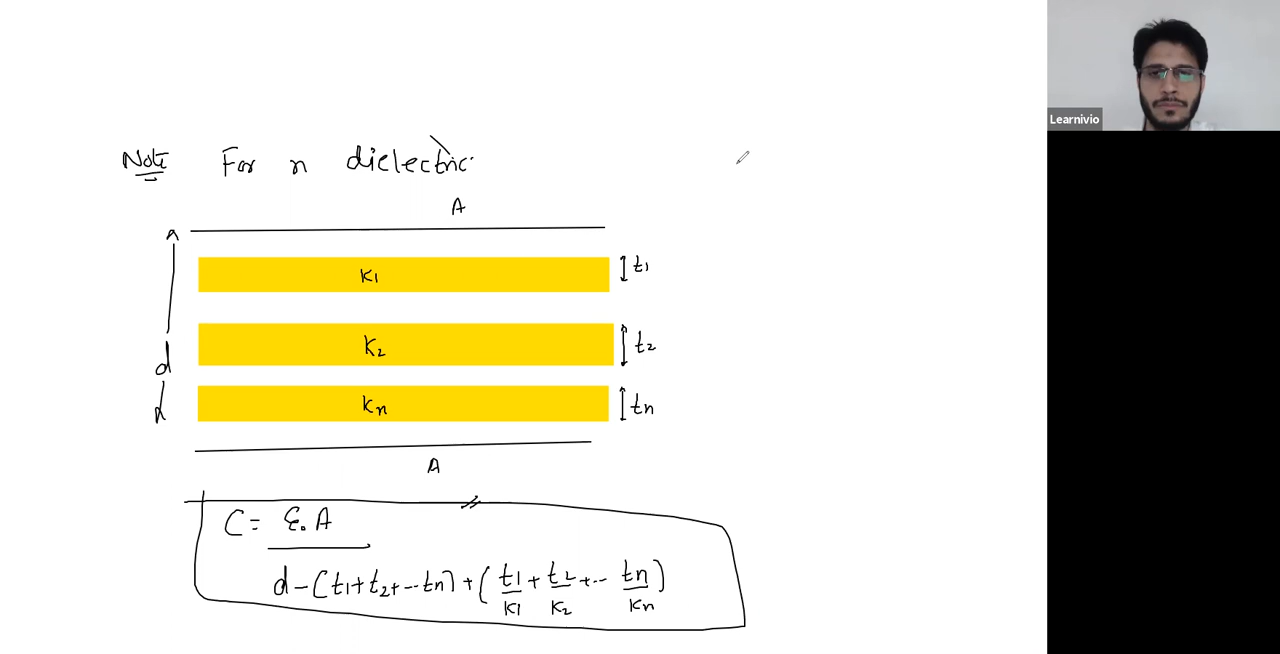 Note For n dielectric
A
K1 t1
d K2 t2
Kn tn
A
C = ε₀A
d-(t1+t2+--tn)+(t1/K1+t2/K2+-- tn/Kn)
Learnivio